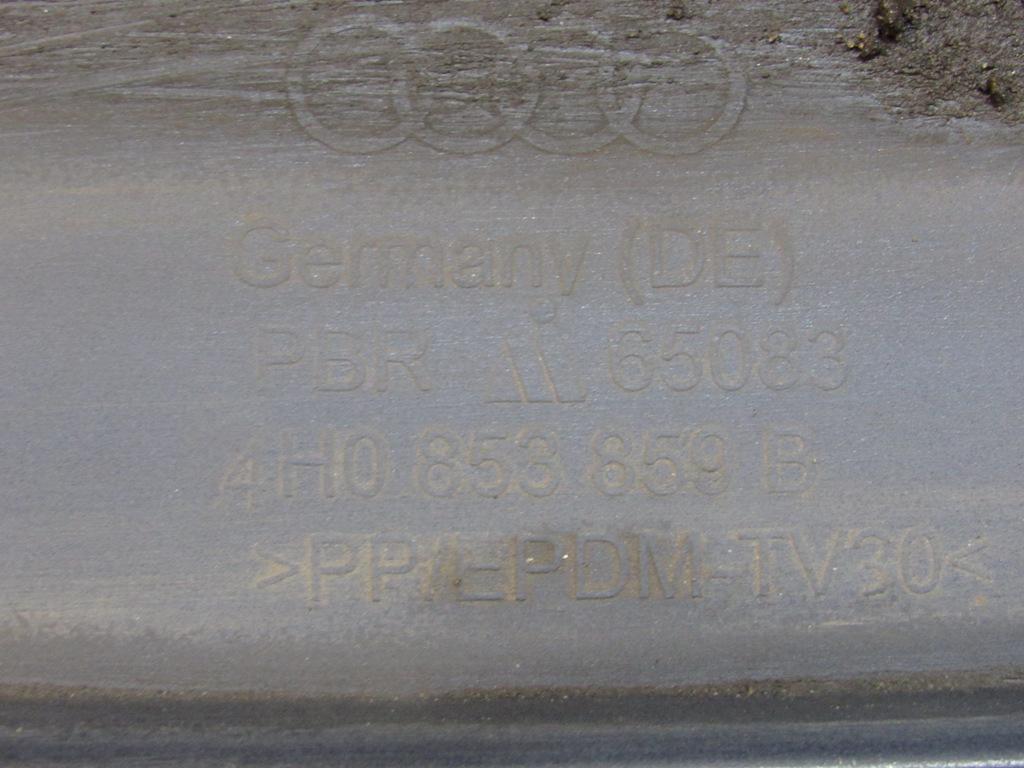 Germany (DE)
PBR 65083
4H0 853 859 B
>PP/EPDM-TV30<